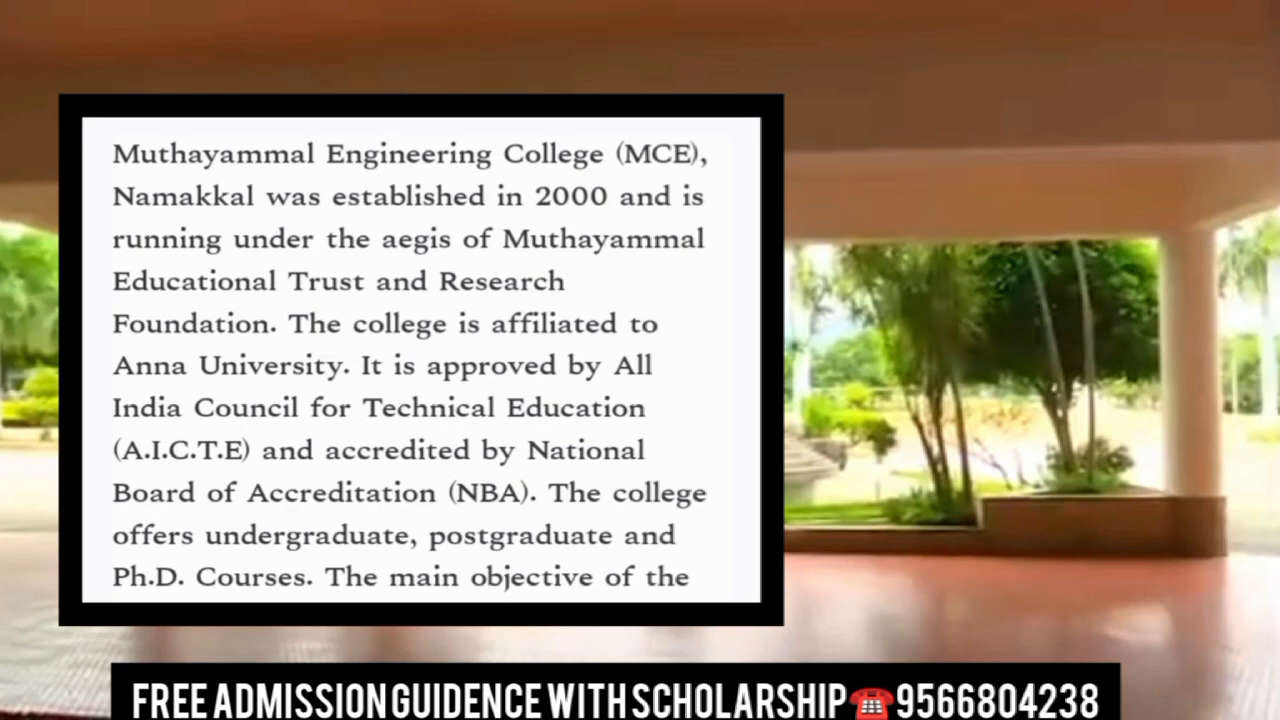 Muthayammal Engineering College (MCE),
Namakkal was established in 2000 and is
running under the aegis of Muthayammal
Educational Trust and Research
Foundation. The college is affiliated to
Anna University. It is approved by All
India Council for Technical Education
(A.I.C.T.E) and accredited by National
Board of Accreditation (NBA). The college
offers undergraduate, postgraduate and
Ph.D. Courses. The main objective of the
FREE ADMISSION GUIDENCE WITH SCHOLARSHIP ☎️9566804238